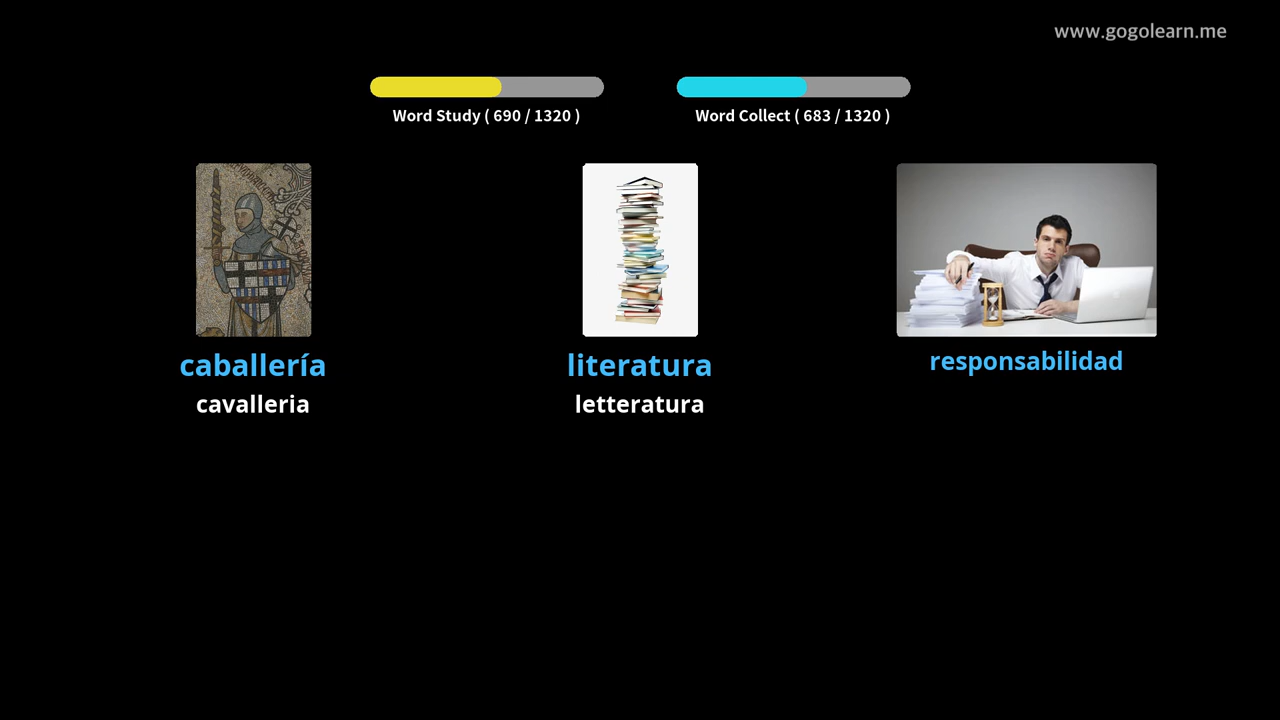 www.gogolearn.me
Word Study ( 690 / 1320 )
Word Collect ( 683 / 1320 )
caballería
cavalleria
literatura
letteratura
responsabilidad